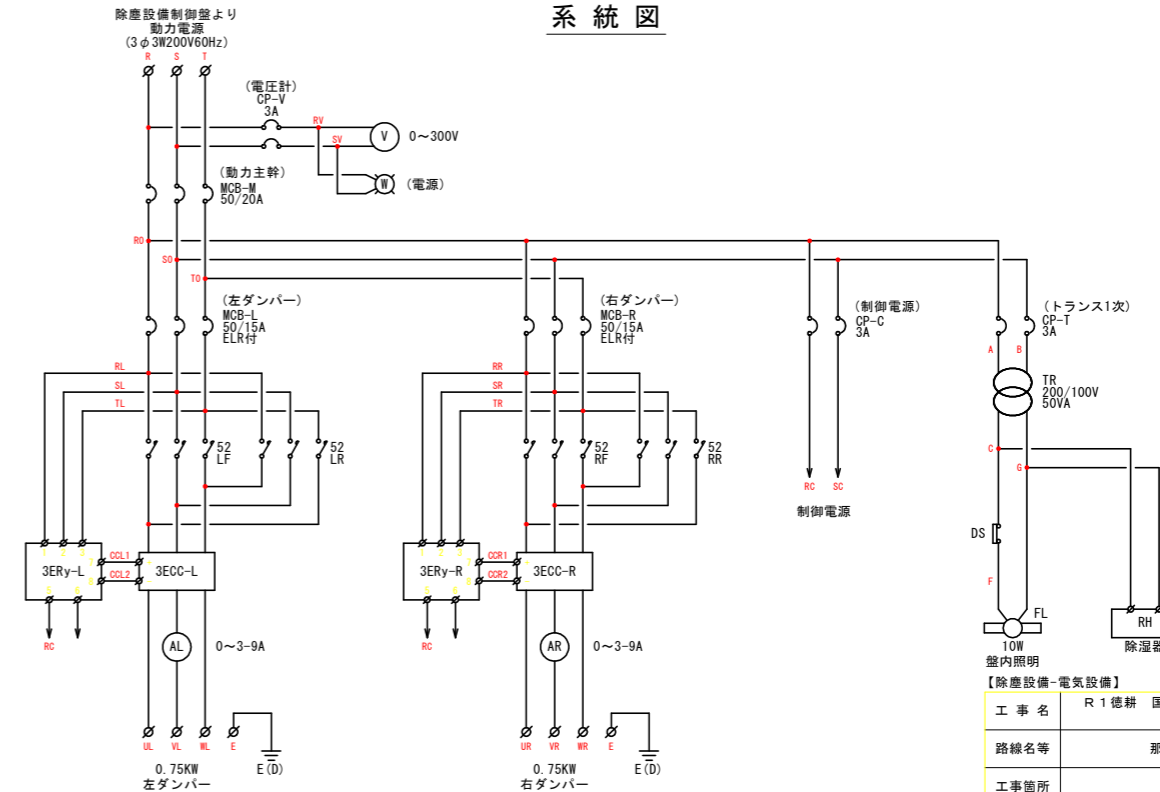 系統図
除塵設備制御盤より
動力電源
(3φ3W200V60Hz)
R S T
(電圧計)
CP-V
3A
RV
SV
V
0~300V
W
(電源)
(動力主幹)
MCB-M
50/20A
R0
S0
T0
(左ダンパー)
MCB-L
50/15A
ELR付
(右ダンパー)
MCB-R
50/15A
ELR付
(制御電源)
CP-C
3A
(トランス1次)
CP-T
3A
A B
TR
200/100V
50VA
RL
SL
TL
RR
SR
TR
52
LF
52
LR
52
RF
52
RR
RC SC
制御電源
C
G
DS
F
FL
10W
盤内照明
RH
除湿器
3ERy-L
CCL1
CCL2
3ECC-L
3ERy-R
CCR1
CCR2
3ECC-R
RC
RC
AL
0~3-9A
AR
0~3-9A
UL VL WL E
E(D)
UR VR WR E
E(D)
0.75KW
左ダンパー
0.75KW
右ダンパー
【除塵設備-電気設備】
工事名 R1徳耕 国
路線名等 那
工事箇所